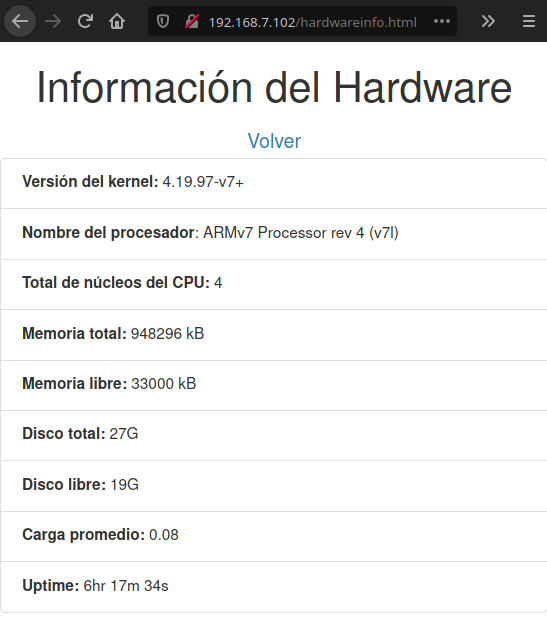 192.168.7.102/hardwareinfo.html
Información del Hardware
Volver
Versión del kernel: 4.19.97-v7+
Nombre del procesador: ARMv7 Processor rev 4 (v7l)
Total de núcleos del CPU: 4
Memoria total: 948296 kB
Memoria libre: 33000 kB
Disco total: 27G
Disco libre: 19G
Carga promedio: 0.08
Uptime: 6hr 17m 34s